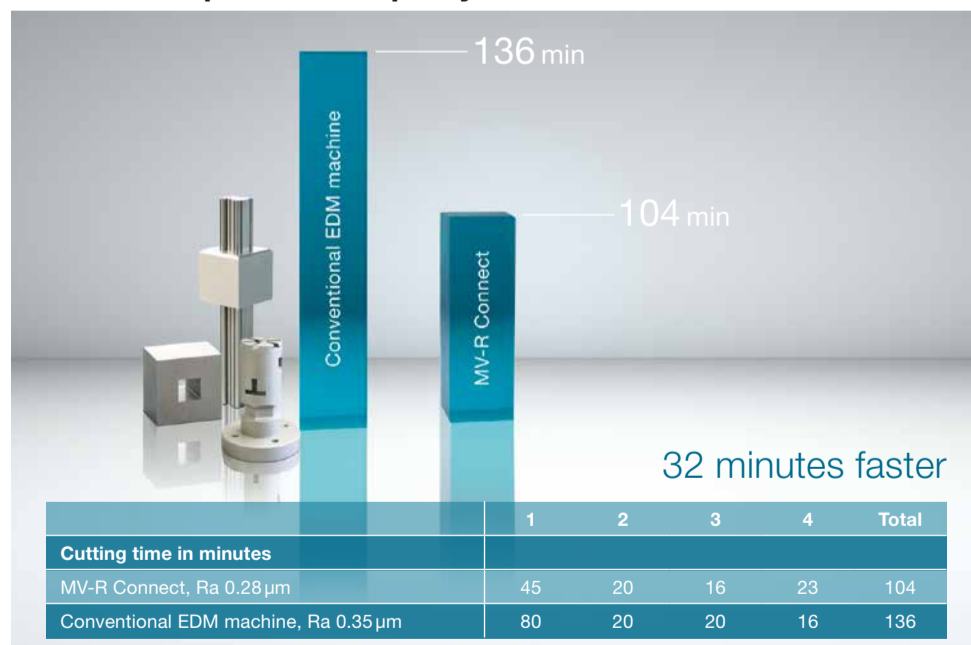 136 min
Conventional EDM machine
104 min
MV-R Connect
32 minutes faster
1 2 3 4 Total
Cutting time in minutes
MV-R Connect, Ra 0.28 µm 45 20 16 23 104
Conventional EDM machine, Ra 0.35 µm 80 20 20 16 136